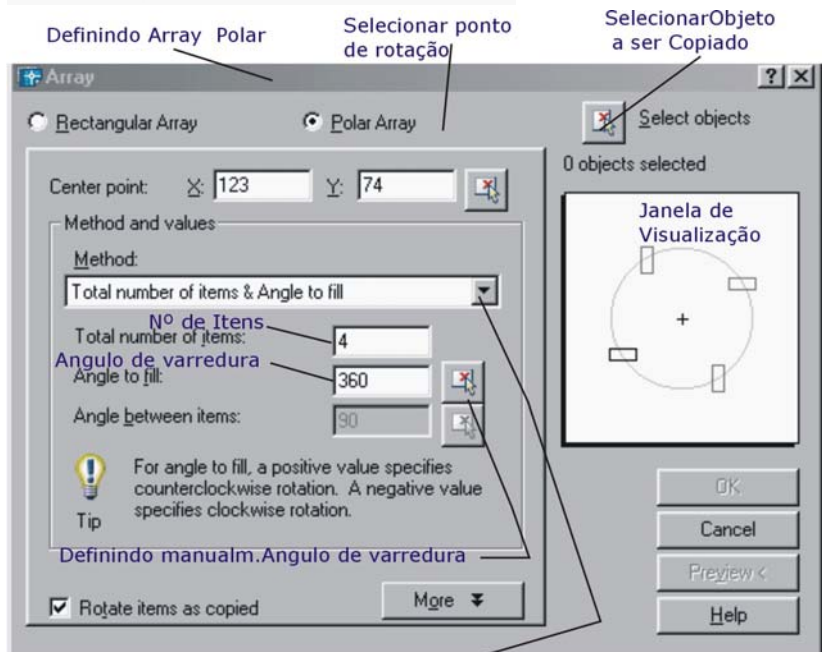 Definindo Array Polar
Selecionar ponto
de rotação
SelecionarObjeto
a ser Copiado
Array
Rectangular Array
Polar Array
Select objects
0 objects selected
Center point: X: 123 Y: 74
Janela de
Visualização
Method and values
Method:
Total number of items & Angle to fill
Nº de Itens
Total number of items: 4
Angulo de varredura
Angle to fill: 360
Angle between items: 90
For angle to fill, a positive value specifies
counterclockwise rotation. A negative value
specifies clockwise rotation.
Tip
Definindo manualm.Angulo de varredura
Rotate items as copied
More
OK
Cancel
Preview <
Help